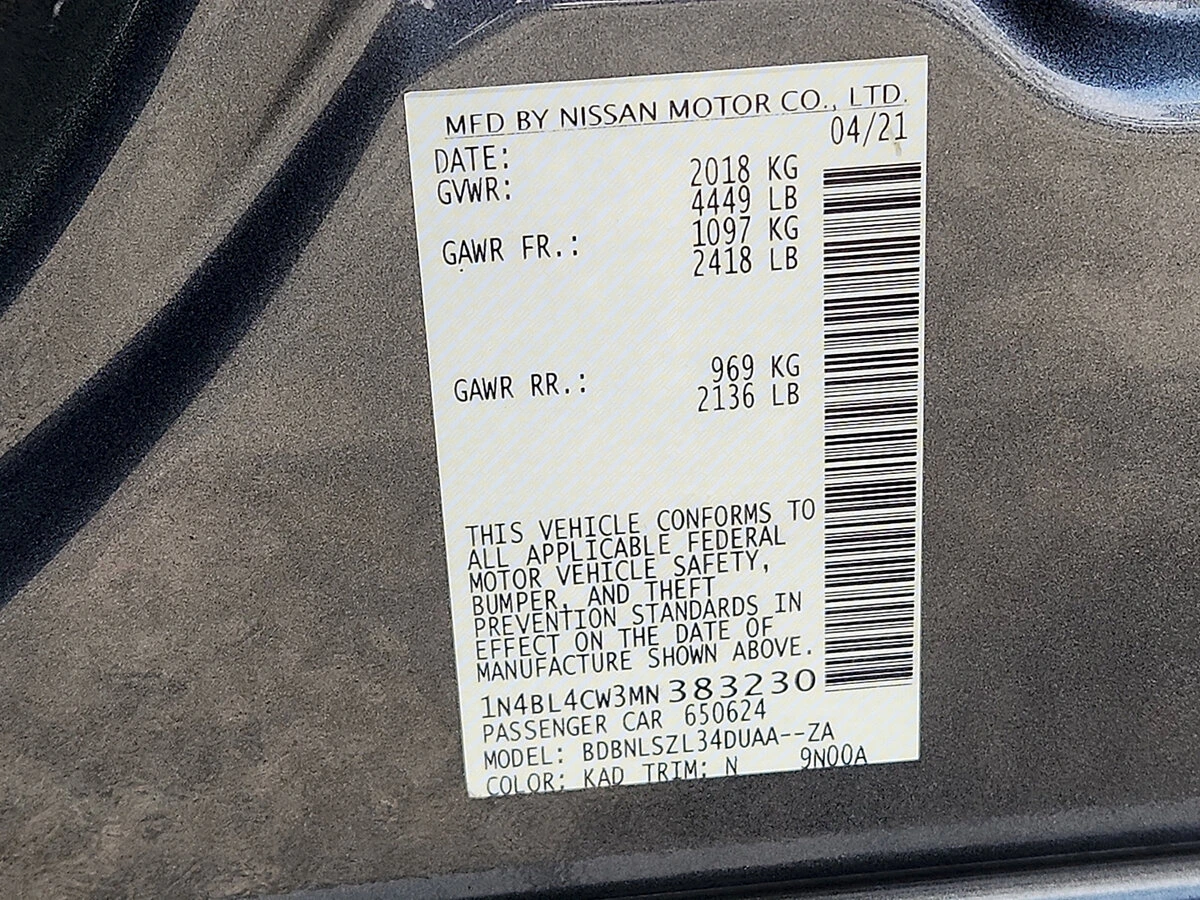 MFD BY NISSAN MOTOR CO., LTD.
DATE: 04/21
GVWR: 2018 KG
4449 LB
GAWR FR.: 1097 KG
2418 LB
GAWR RR.: 969 KG
2136 LB
THIS VEHICLE CONFORMS TO
ALL APPLICABLE FEDERAL
MOTOR VEHICLE SAFETY,
BUMPER, AND THEFT
PREVENTION STANDARDS IN
EFFECT ON THE DATE OF
MANUFACTURE SHOWN ABOVE.
1N4BL4CW3MN383230
PASSENGER CAR 650624
MODEL: BDBNLSZL34DUAA--ZA
COLOR: KAD TRIM: N 9N00A